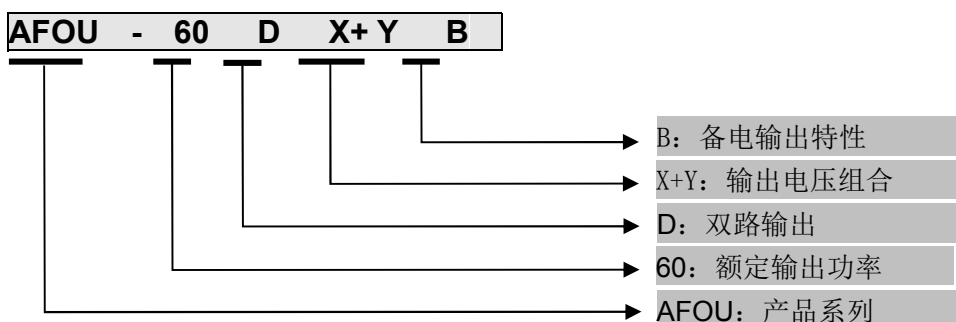 AFOU - 60 D X+ Y B
B: 备电输出特性
X+Y: 输出电压组合
D: 双路输出
60: 额定输出功率
AFOU: 产品系列